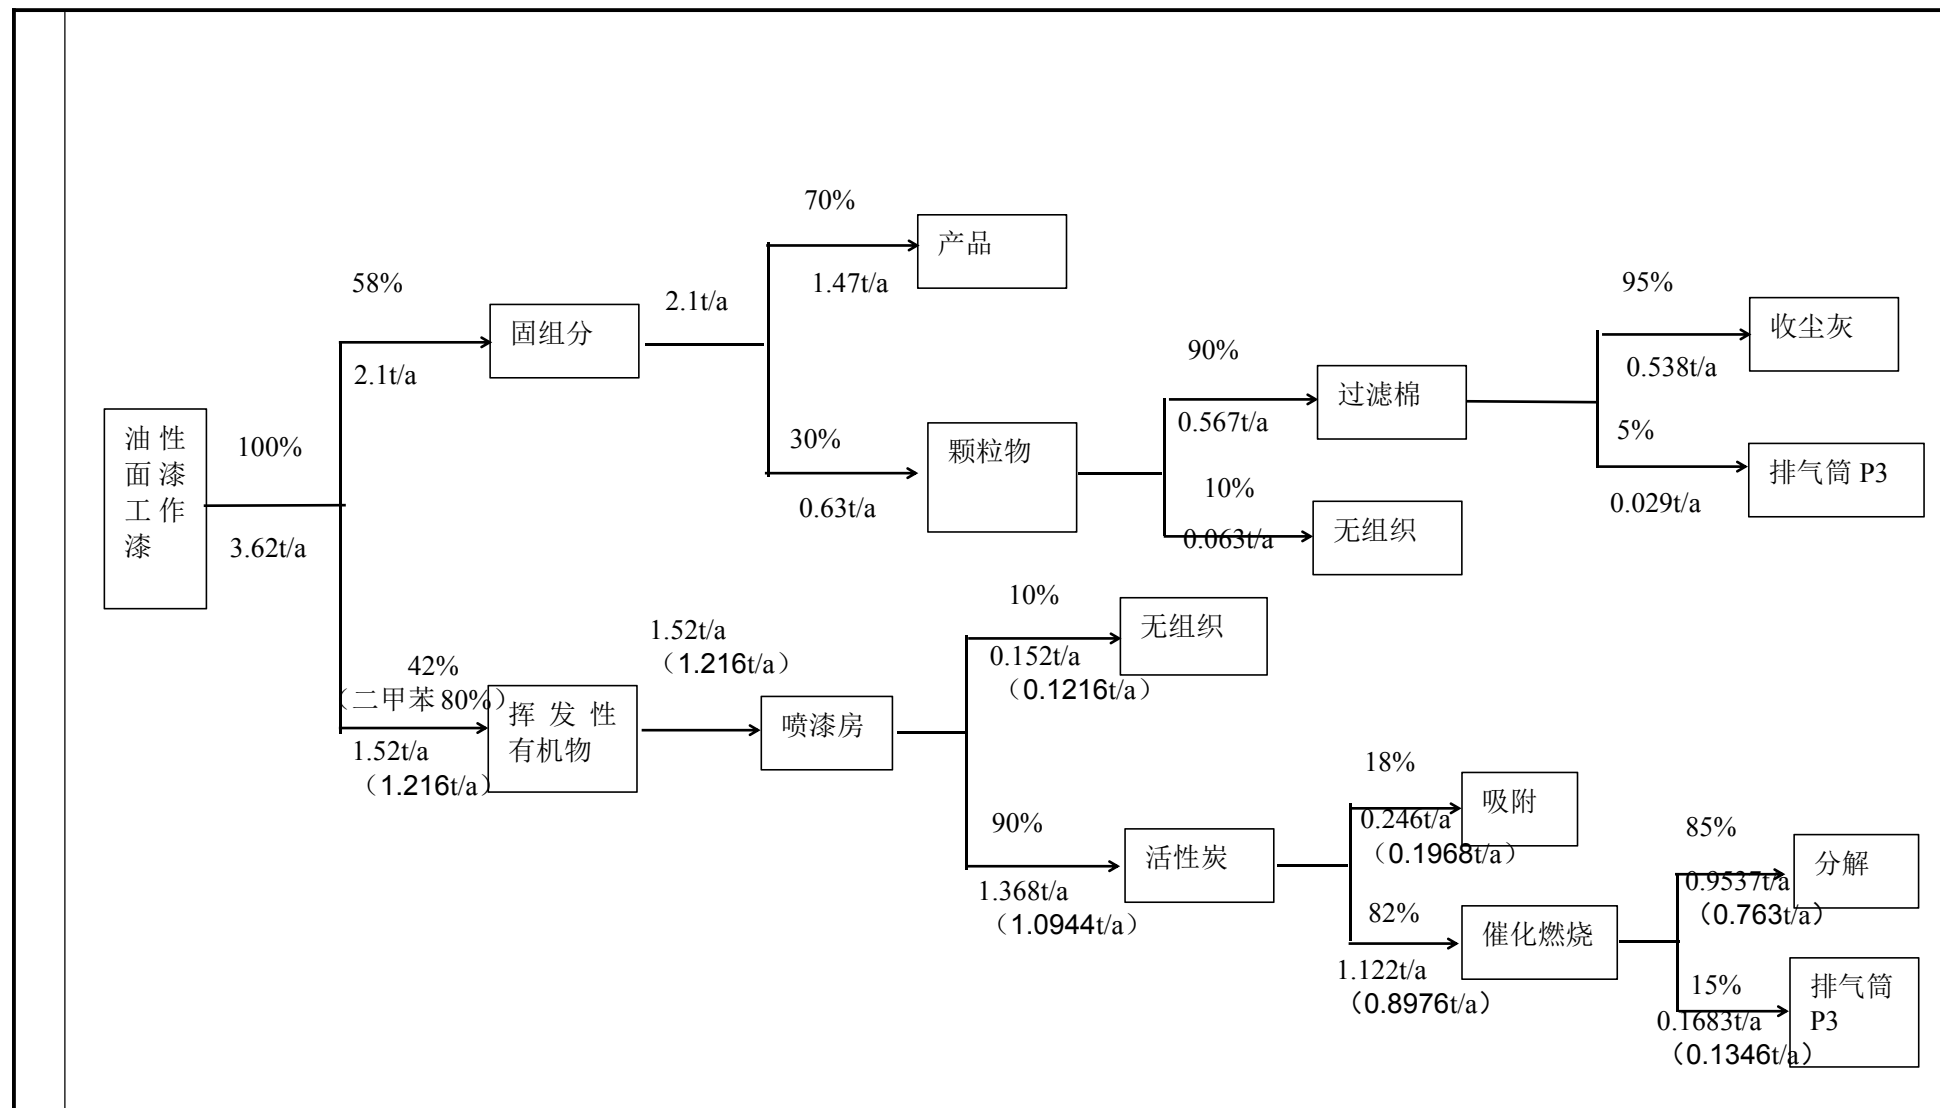 70%
产品
1.47t/a
58%
固组分
2.1t/a
2.1t/a
95%
收尘灰
0.538t/a
90%
过滤棉
0.567t/a
5%
排气筒 P3
0.029t/a
30%
颗粒物
0.63t/a
10%
无组织
0.063t/a
油性
面漆
工作
漆
100%
3.62t/a
10%
无组织
0.152t/a
（0.1216t/a）
1.52t/a
（1.216t/a）
42%
（二甲苯 80%）
挥发性
有机物
1.52t/a
（1.216t/a）
喷漆房
18%
吸附
0.246t/a
（0.1968t/a）
90%
活性炭
1.368t/a
（1.0944t/a）
85%
分解
0.9537t/a
（0.763t/a）
82%
催化燃烧
1.122t/a
（0.8976t/a）
15%
排气筒
P3
0.1683t/a
（0.1346t/a）